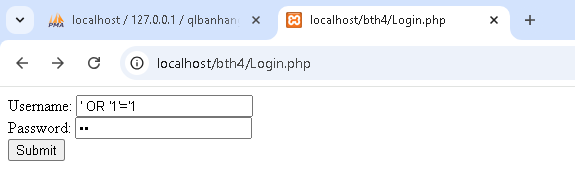 PMA localhost / 127.0.0.1 / qlbanhan
localhost/bth4/Login.php
localhost/bth4/Login.php
Username: ' OR '1'='1
Password: ••
Submit